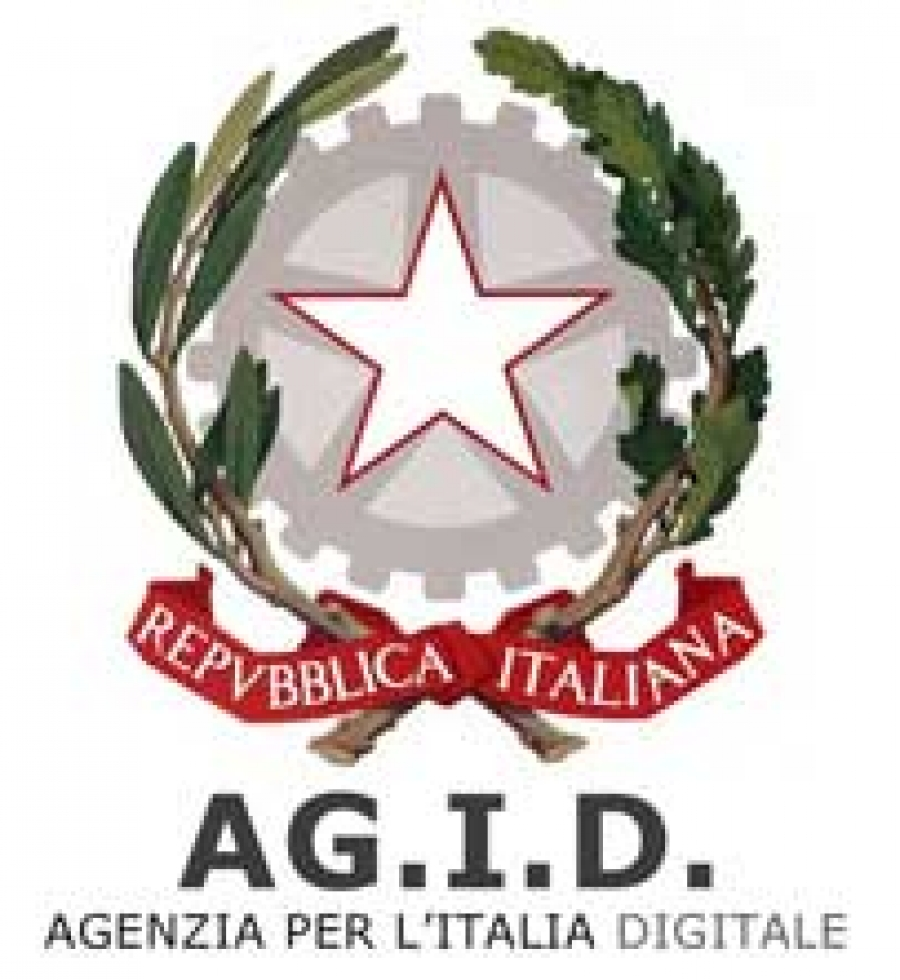 REPVBBLICA ITALIANA
AG.I.D.
AGENZIA PER L'ITALIA DIGITALE